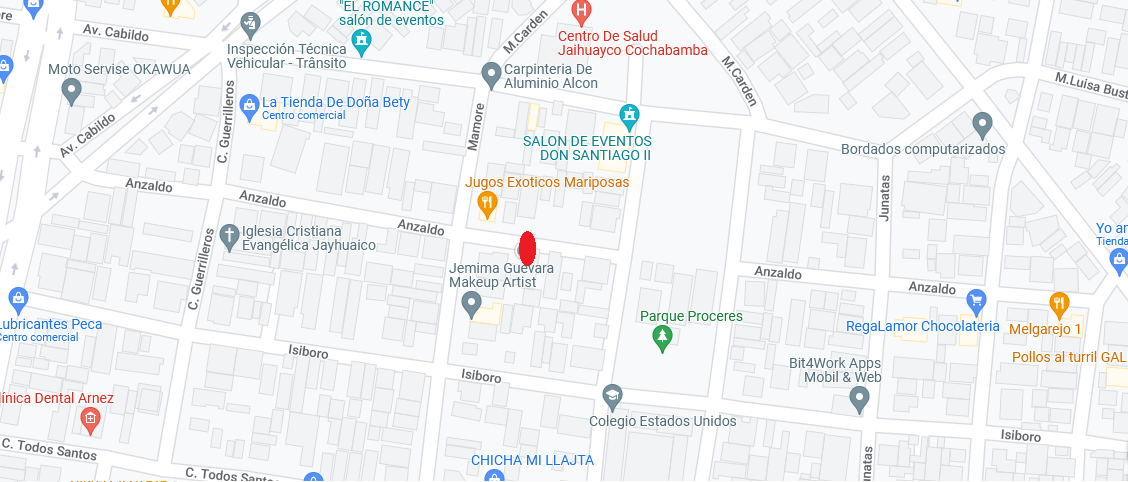 ere
Av. Cabildo
"EL ROMANCE"
salón de eventos
Inspección Técnica
Vehicular - Trânsito
M.Carden
Centro De Salud
Jaihuayco Cochabamba
M.Carden
M.Luisa Bust
Moto Servise OKAWUA
Carpinteria De
Aluminio Alcon
La Tienda De Doña Bety
Centro comercial
C. Guerrilleros
Mamore
Av. Cabildo
SALON DE EVENTOS
DON SANTIAGO II
Bordados computarizados
Jugos Exoticos Mariposas
Junatas
Anzaldo
Anzaldo
Anzaldo
Iglesia Cristiana
Evangélica Jayhuaico
Yo an
Tienda
C. Guerrilleros
Jemima Guevara
Makeup Artist
Anzaldo
Anzaldo
Lubricantes Peca
Centro comercial
Parque Proceres
RegaLamor Chocolateria
Melgarejo 1
Isiboro
Bit4Work Apps
Mobil & Web
Pollos al turril GAL
Isiboro
línica Dental Arnez
Colegio Estados Unidos
Isiboro
C. Todos Santos
CHICHA MI LLAJTA
unatas
C. Todos Santos